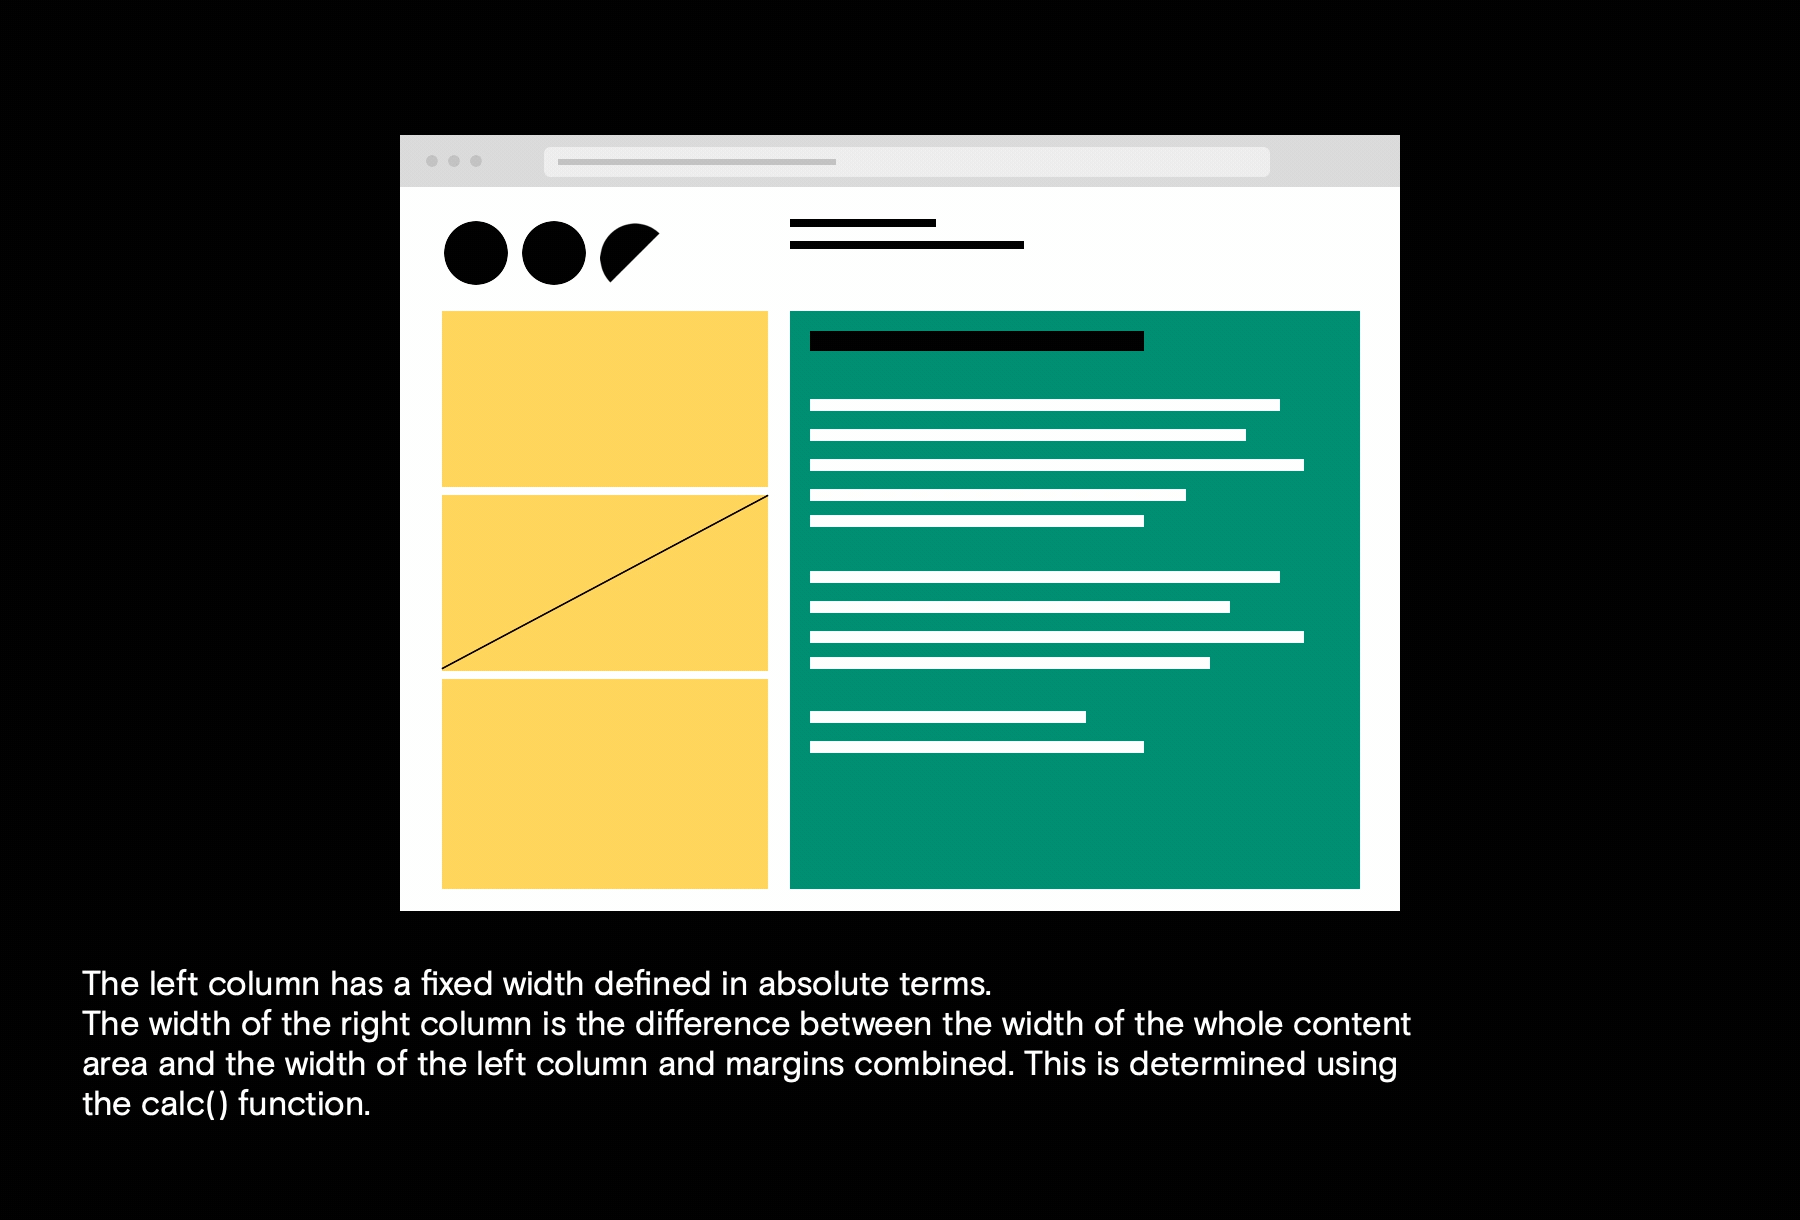 The left column has a fixed width defined in absolute terms.
The width of the right column is the difference between the width of the whole content
area and the width of the left column and margins combined. This is determined using
the calc() function.